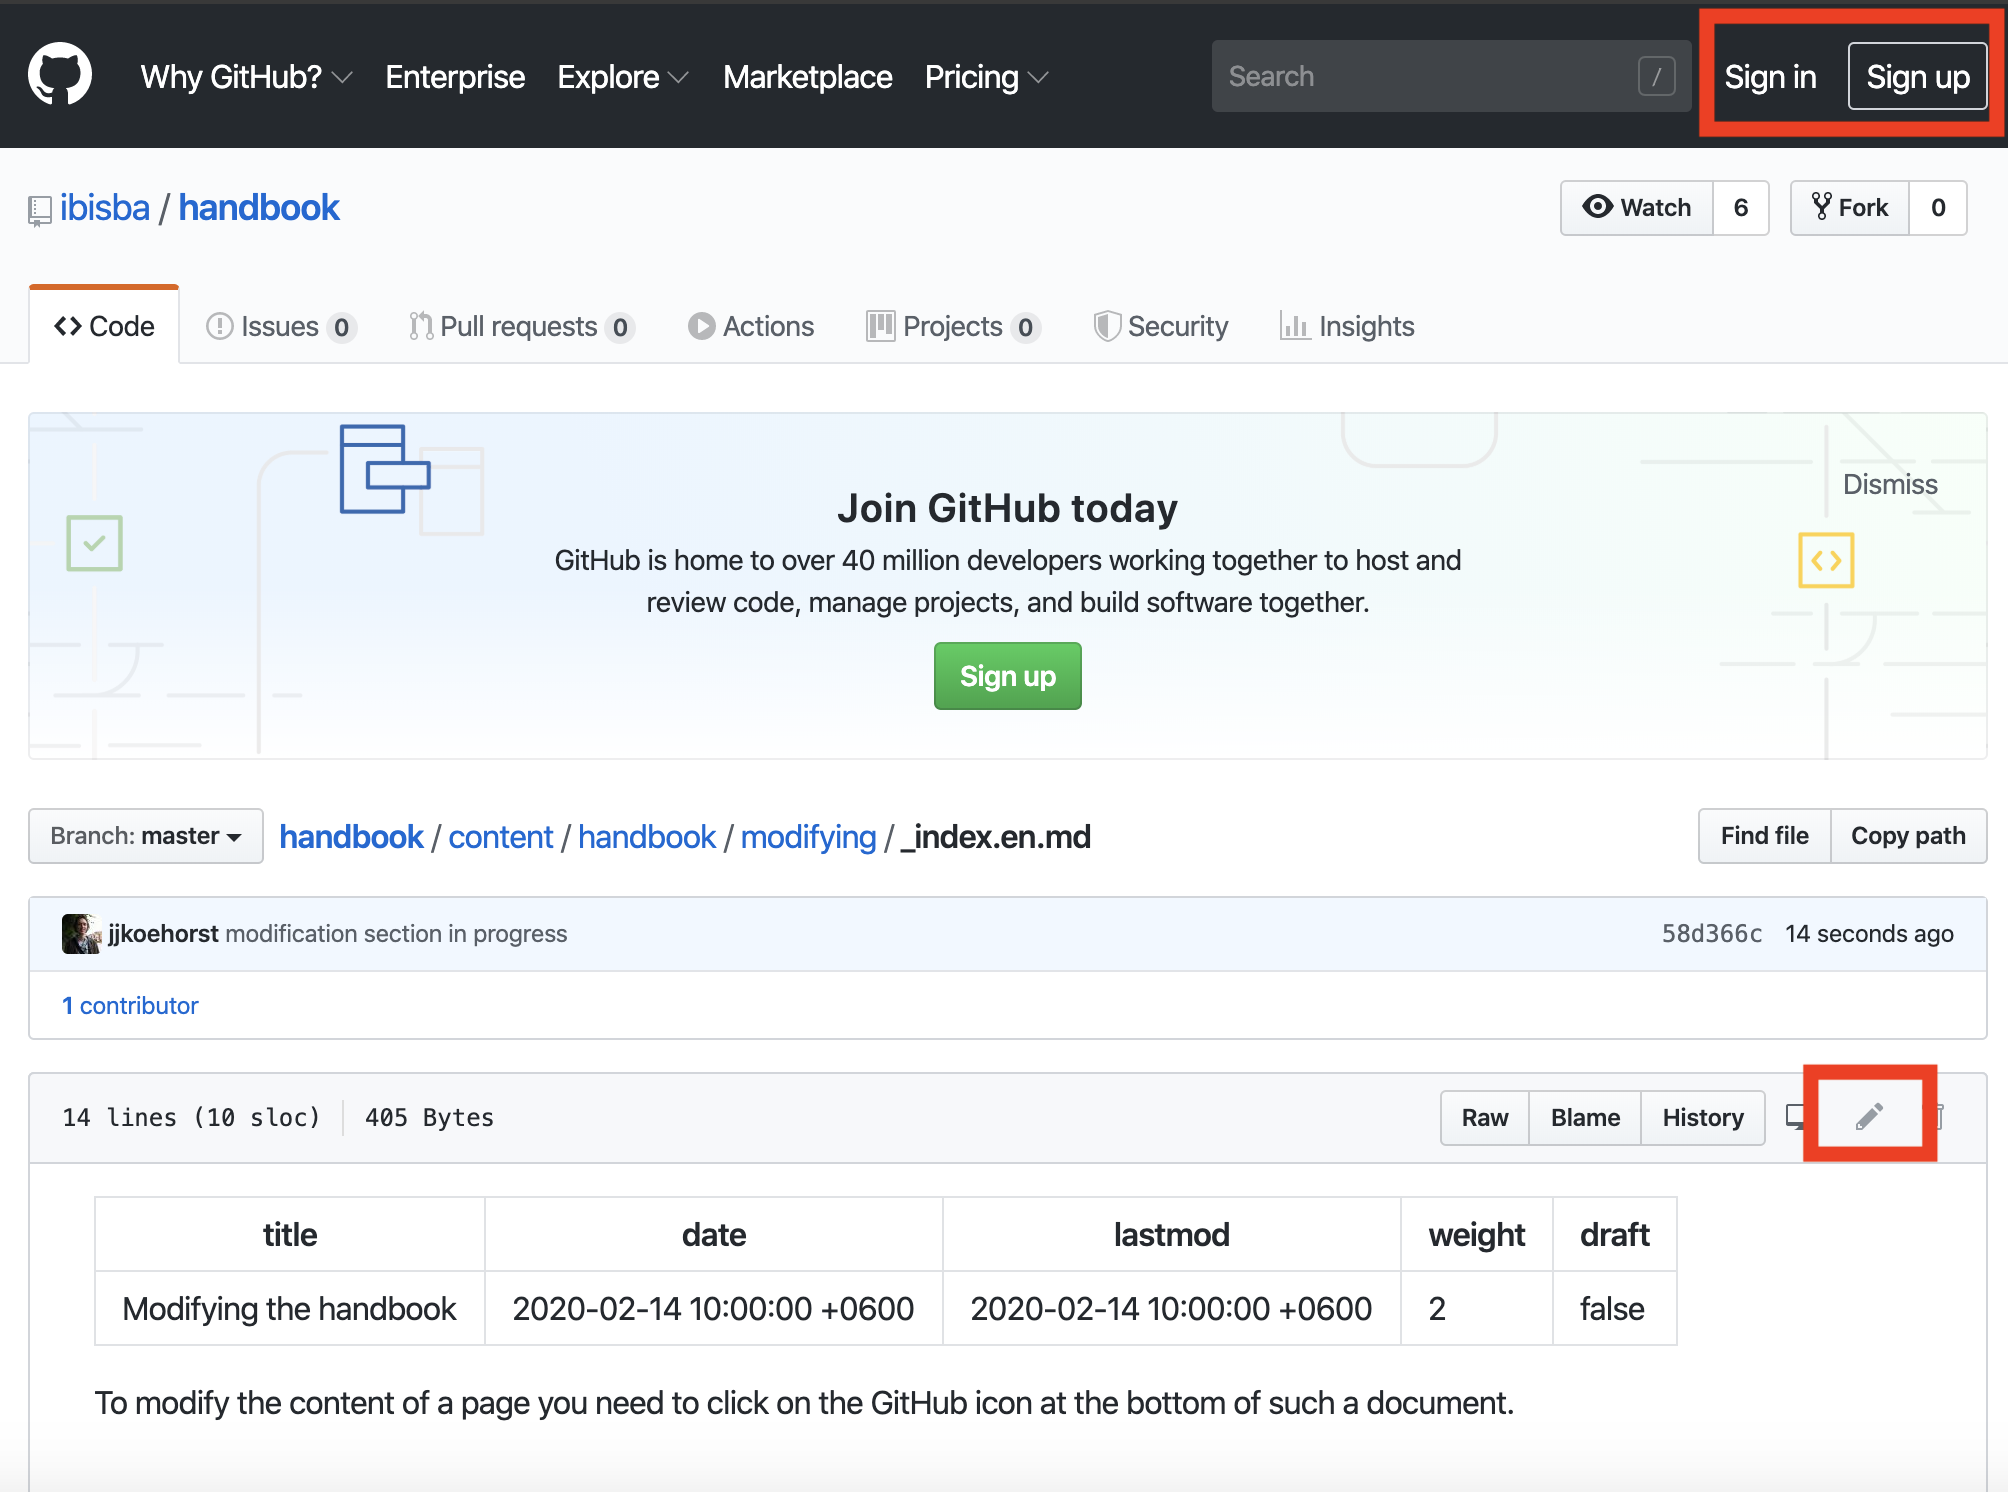 Why GitHub? Enterprise Explore Marketplace Pricing Search / Sign in Sign up
ibisba / handbook Watch 6 Fork 0
Code Issues 0 Pull requests 0 Actions Projects 0 Security Insights
Dismiss
Join GitHub today
GitHub is home to over 40 million developers working together to host and
review code, manage projects, and build software together.
Sign up
Branch: master handbook / content / handbook / modifying / _index.en.md Find file Copy path
jjkoehorst modification section in progress 58d366c 14 seconds ago
1 contributor
14 lines (10 sloc) 405 Bytes Raw Blame History
title date lastmod weight draft
Modifying the handbook 2020-02-14 10:00:00 +0600 2020-02-14 10:00:00 +0600 2 false
To modify the content of a page you need to click on the GitHub icon at the bottom of such a document.